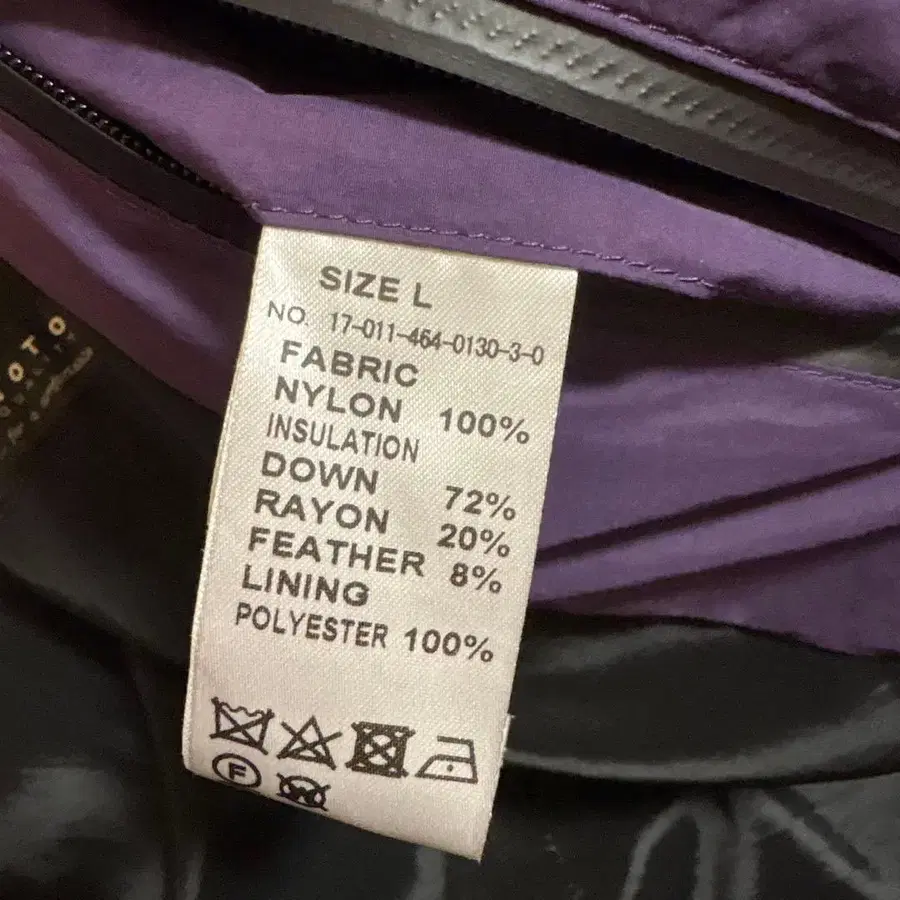 SIZE L
NO. 17-011-464-0130-3-0
FABRIC
NYLON 100%
INSULATION
DOWN 72%
RAYON 20%
FEATHER 8%
LINING
POLYESTER 100%
F
W
OTO